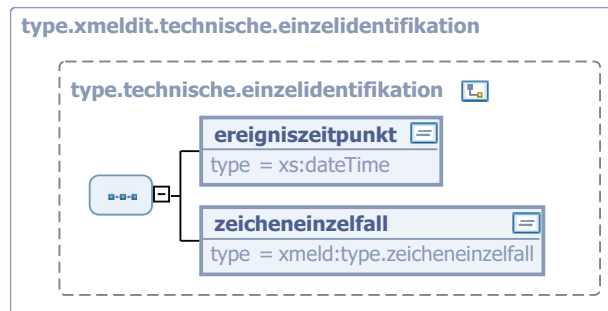 type.xmeldit.technische.einzelidentifikation
type.technische.einzelidentifikation
ereigniszeitpunkt
type = xs:dateTime
zeicheneinzelfall
type = xmeld:type.zeicheneinzelfall